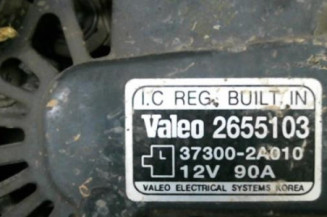 I.C REG. BUILT IN
Valeo 2655103
37300-2A010
12V 90A
VALEO ELECTRICAL SYSTEMS KOREA